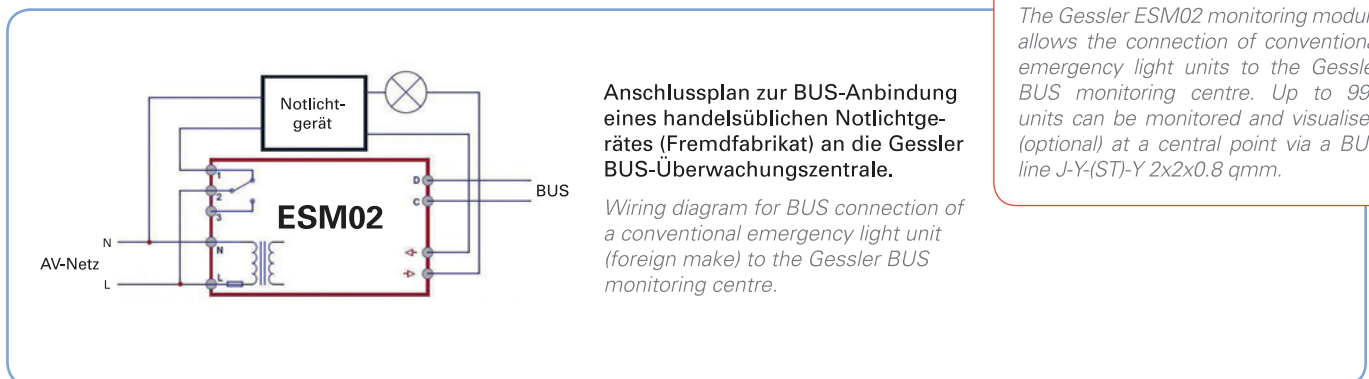 Notlicht-
gerät
1
2
3
ESM02
D
C
BUS
N
N
AV-Netz
L
L
Anschlussplan zur BUS-Anbindung
eines handelsüblichen Notlichtge-
rätes (Fremdfabrikat) an die Gessler
BUS-Überwachungszentrale.
Wiring diagram for BUS connection of
a conventional emergency light unit
(foreign make) to the Gessler BUS
monitoring centre.
The Gessler ESM02 monitoring modul
allows the connection of conventiona
emergency light units to the Gessle
BUS monitoring centre. Up to 99
units can be monitored and visualise
(optional) at a central point via a BU
line J-Y-(ST)-Y 2x2x0.8 qmm.